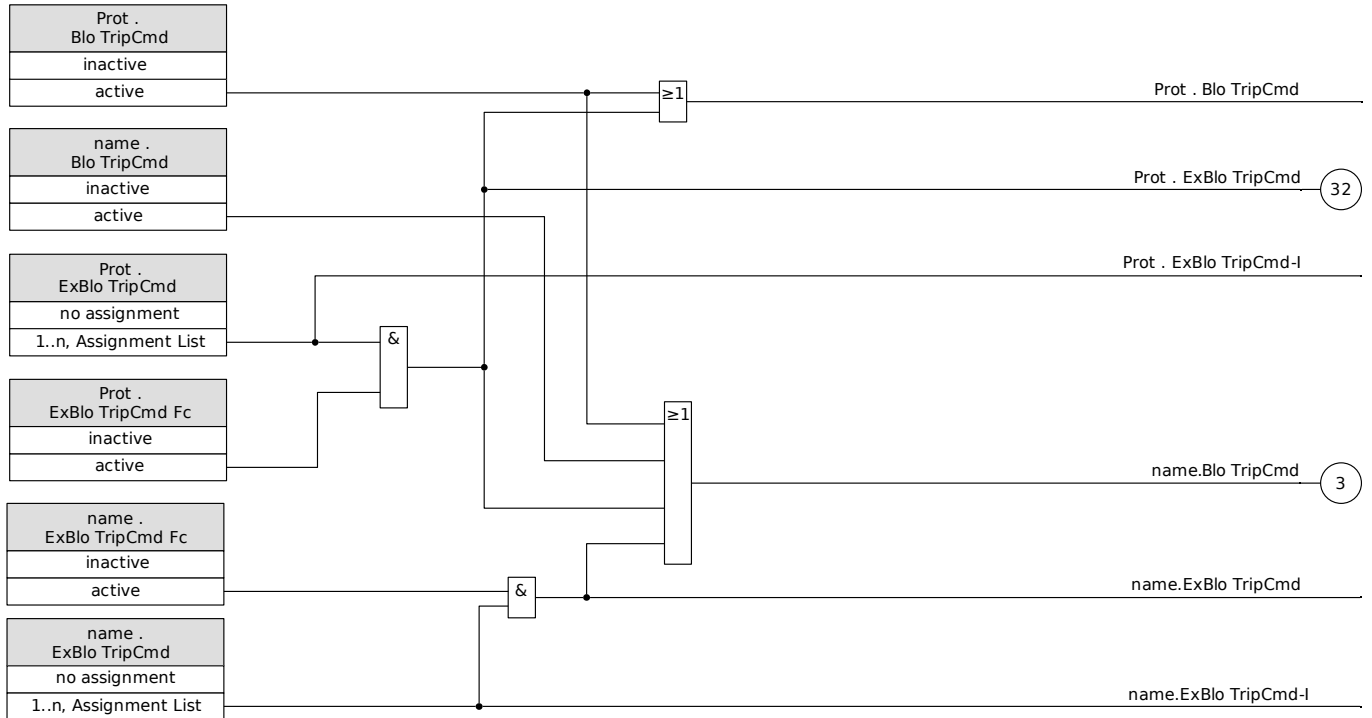 Prot .
Blo TripCmd
inactive
active
≥1
Prot . Blo TripCmd
name .
Blo TripCmd
inactive
active
Prot . ExBlo TripCmd
32
Prot .
ExBlo TripCmd
no assignment
1..n, Assignment List
Prot . ExBlo TripCmd-I
&
Prot .
ExBlo TripCmd Fc
inactive
active
≥1
name.Blo TripCmd
3
name .
ExBlo TripCmd Fc
inactive
active
&
name.ExBlo TripCmd
name .
ExBlo TripCmd
no assignment
1..n, Assignment List
name.ExBlo TripCmd-I